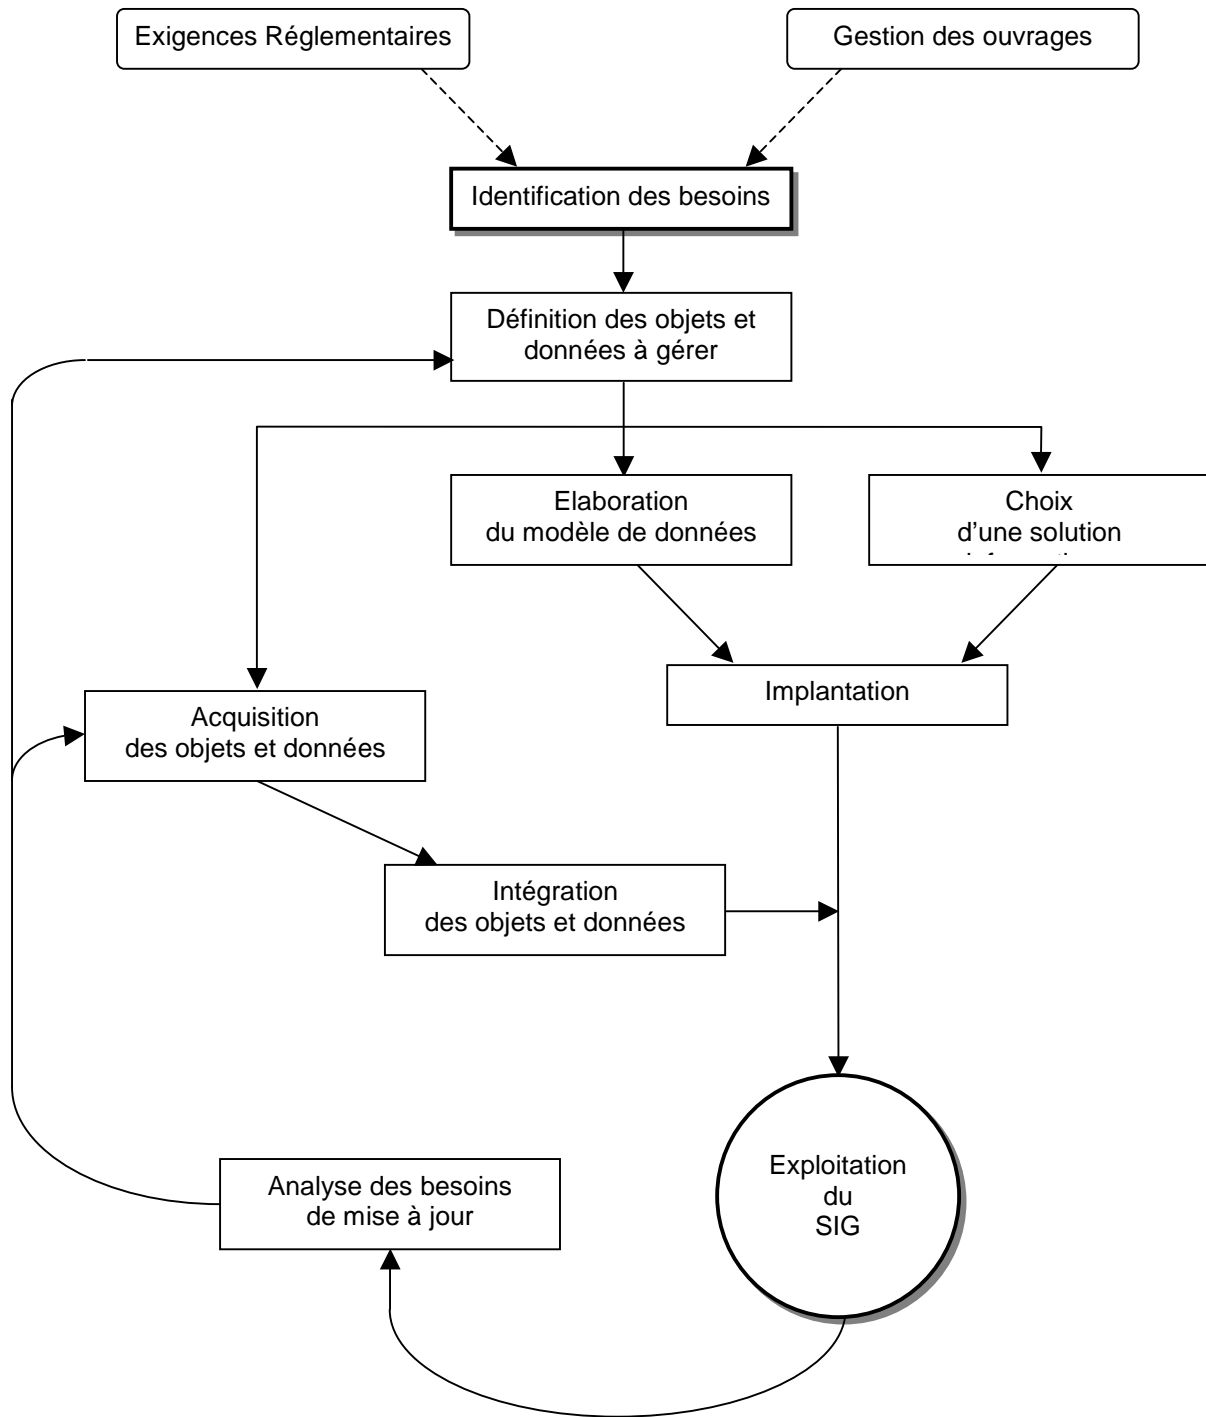 Exigences Réglementaires
Gestion des ouvrages
Identification des besoins
Définition des objets et
données à gérer
Elaboration
du modèle de données
Choix
d'une solution
Implantation
Acquisition
des objets et données
Intégration
des objets et données
Exploitation
du
SIG
Analyse des besoins
de mise à jour